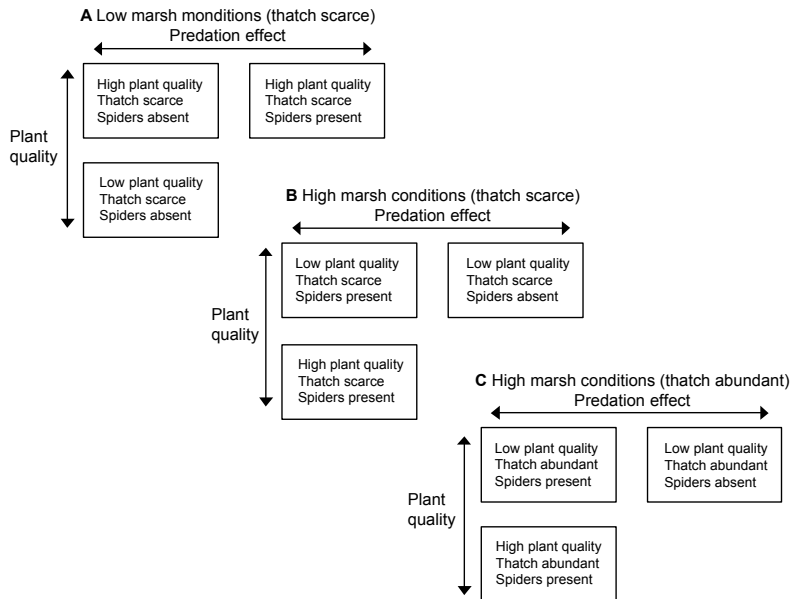 A Low marsh monditions (thatch scarce)
Predation effect
Plant
quality
High plant quality
Thatch scarce
Spiders absent
High plant quality
Thatch scarce
Spiders present
Low plant quality
Thatch scarce
Spiders absent
B High marsh conditions (thatch scarce)
Predation effect
Plant
quality
Low plant quality
Thatch scarce
Spiders present
Low plant quality
Thatch scarce
Spiders absent
High plant quality
Thatch scarce
Spiders present
C High marsh conditions (thatch abundant)
Predation effect
Plant
quality
Low plant quality
Thatch abundant
Spiders present
Low plant quality
Thatch abundant
Spiders absent
High plant quality
Thatch abundant
Spiders present